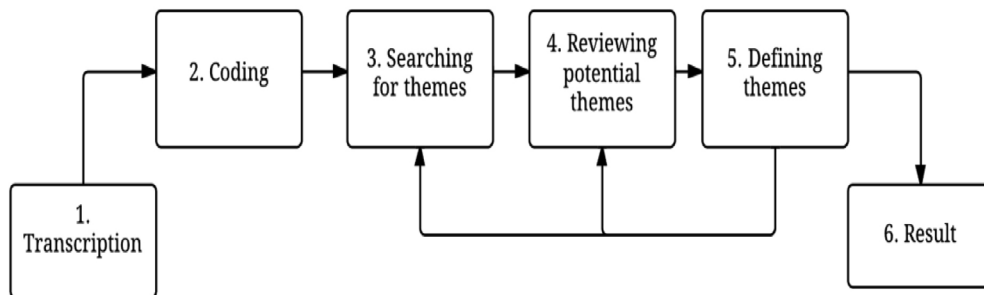 1.
Transcription
2. Coding
3. Searching
for themes
4. Reviewing
potential
themes
5. Defining
themes
6. Result